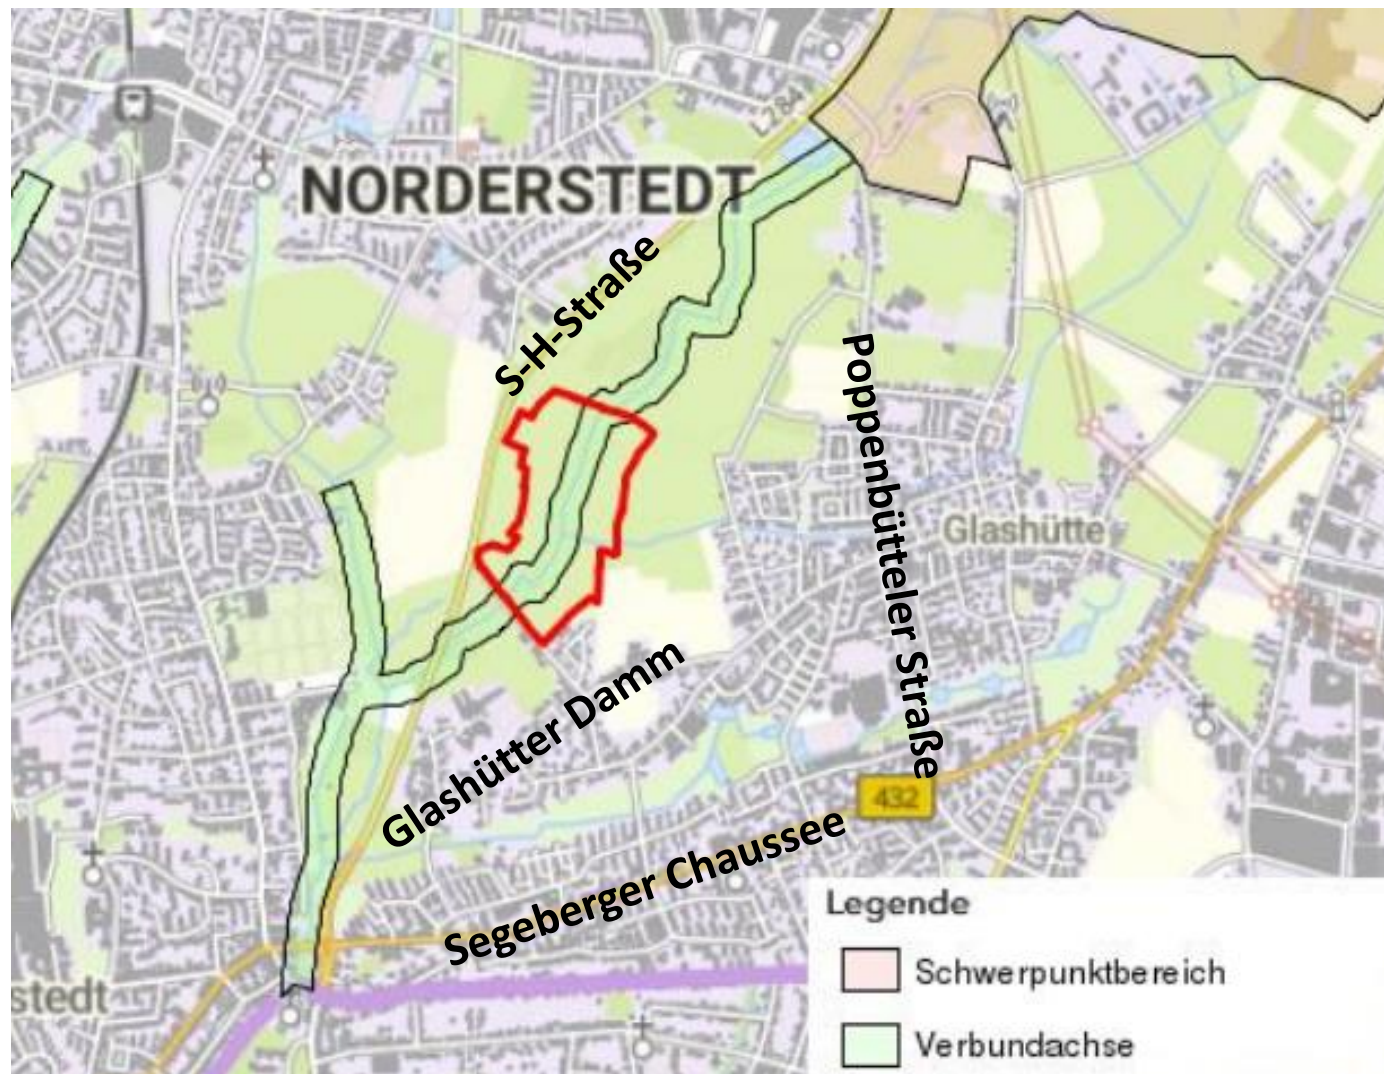 L284
NORDERSTEDT
S-H-Straße
Poppenbütteler Straße
Glashütte
Glashütter Damm
432
Segeberger Chaussee
stedt
Legende
Schwerpunktbereich
Verbundachse